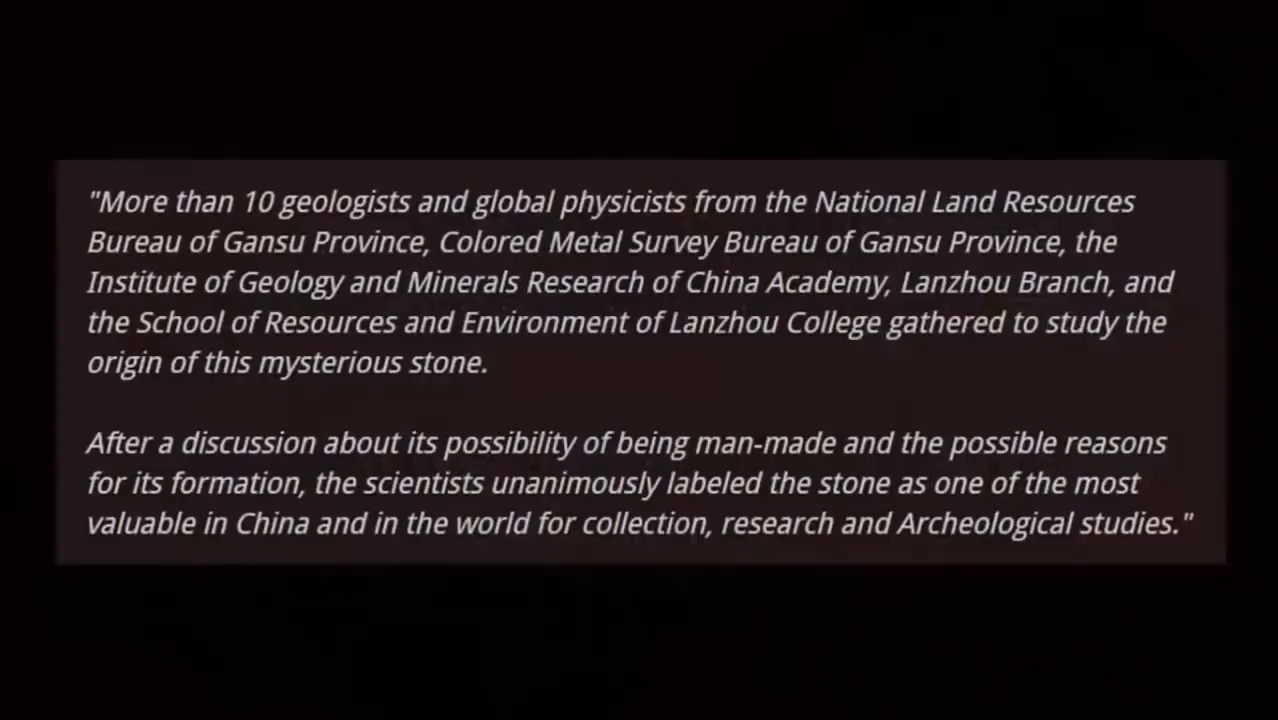 "More than 10 geologists and global physicists from the National Land Resources
Bureau of Gansu Province, Colored Metal Survey Bureau of Gansu Province, the
Institute of Geology and Minerals Research of China Academy, Lanzhou Branch, and
the School of Resources and Environment of Lanzhou College gathered to study the
origin of this mysterious stone.
After a discussion about its possibility of being man-made and the possible reasons
for its formation, the scientists unanimously labeled the stone as one of the most
valuable in China and in the world for collection, research and Archeological studies."